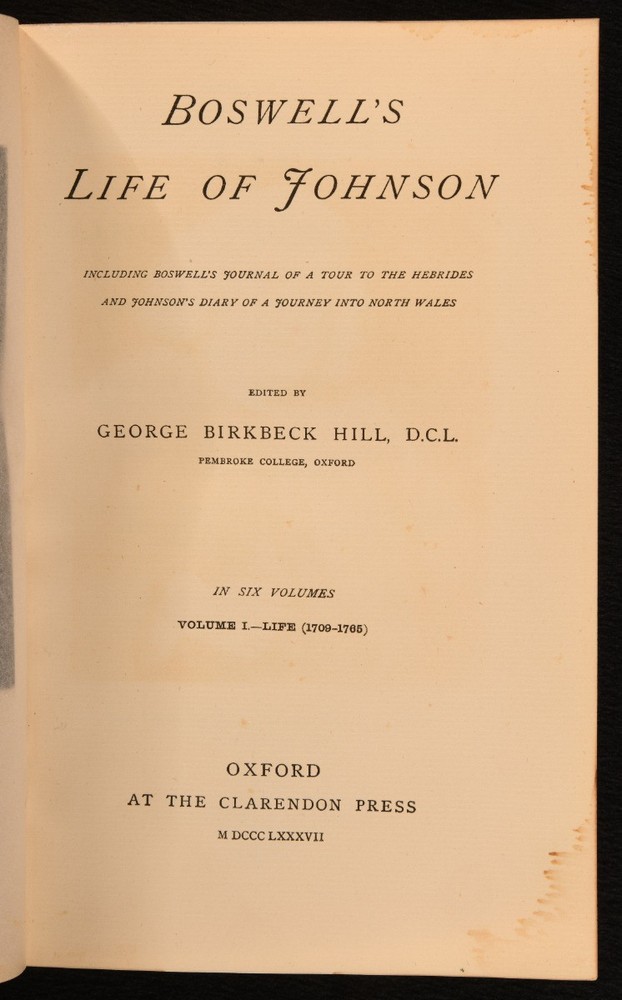 BOSWELL'S
LIFE OF JOHNSON
INCLUDING BOSWELL'S JOURNAL OF A TOUR TO THE HEBRIDES
AND JOHNSON'S DIARY OF A JOURNEY INTO NORTH WALES
EDITED BY
GEORGE BIRKBECK HILL, D.C.L.
PEMBROKE COLLEGE, OXFORD
IN SIX VOLUMES
VOLUME I.—LIFE (1709-1765)
OXFORD
AT THE CLARENDON PRESS
M DCCC LXXXVII